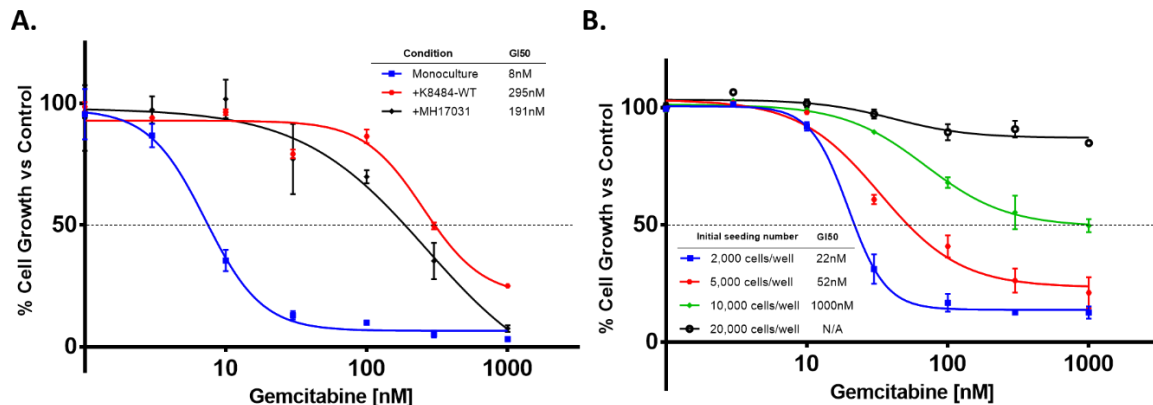 A.
Condition GI50
Monoculture 8nM
+K8484-WT 295nM
+MH17031 191nM
% Cell Growth vs Control
100
50
0
10 100 1000
Gemcitabine [nM]
B.
% Cell Growth vs Control
100
50
0
Initial seeding number GI50
2,000 cells/well 22nM
5,000 cells/well 52nM
10,000 cells/well 1000nM
20,000 cells/well N/A
10 100 1000
Gemcitabine [nM]